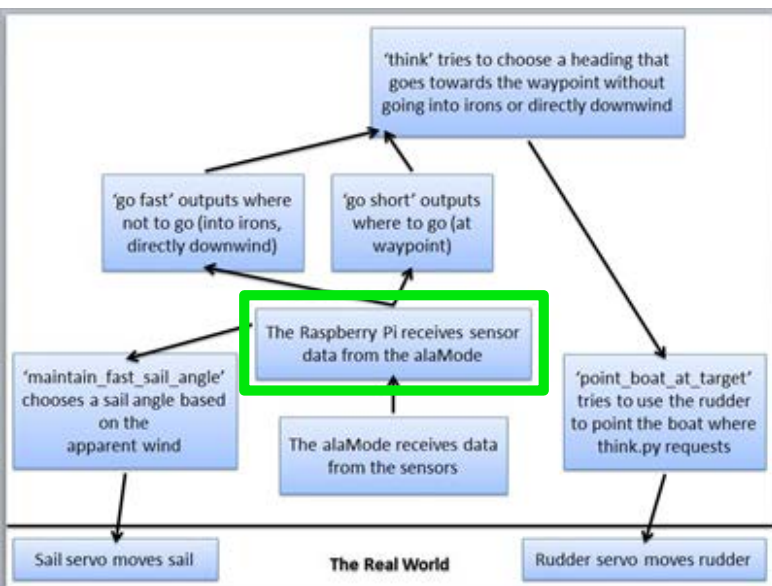 'think' tries to choose a heading that
goes towards the waypoint without
going into irons or directly downwind
'go fast' outputs where
not to go (into irons,
directly downwind)
'go short' outputs
where to go (at
waypoint)
The Raspberry Pi receives sensor
data from the alaMode
'maintain_fast_sail_angle'
chooses a sail angle based
on the
apparent wind
The alaMode receives data
from the sensors
'point_boat_at_target'
tries to use the rudder
to point the boat where
think.py requests
Sail servo moves sail
The Real World
Rudder servo moves rudder